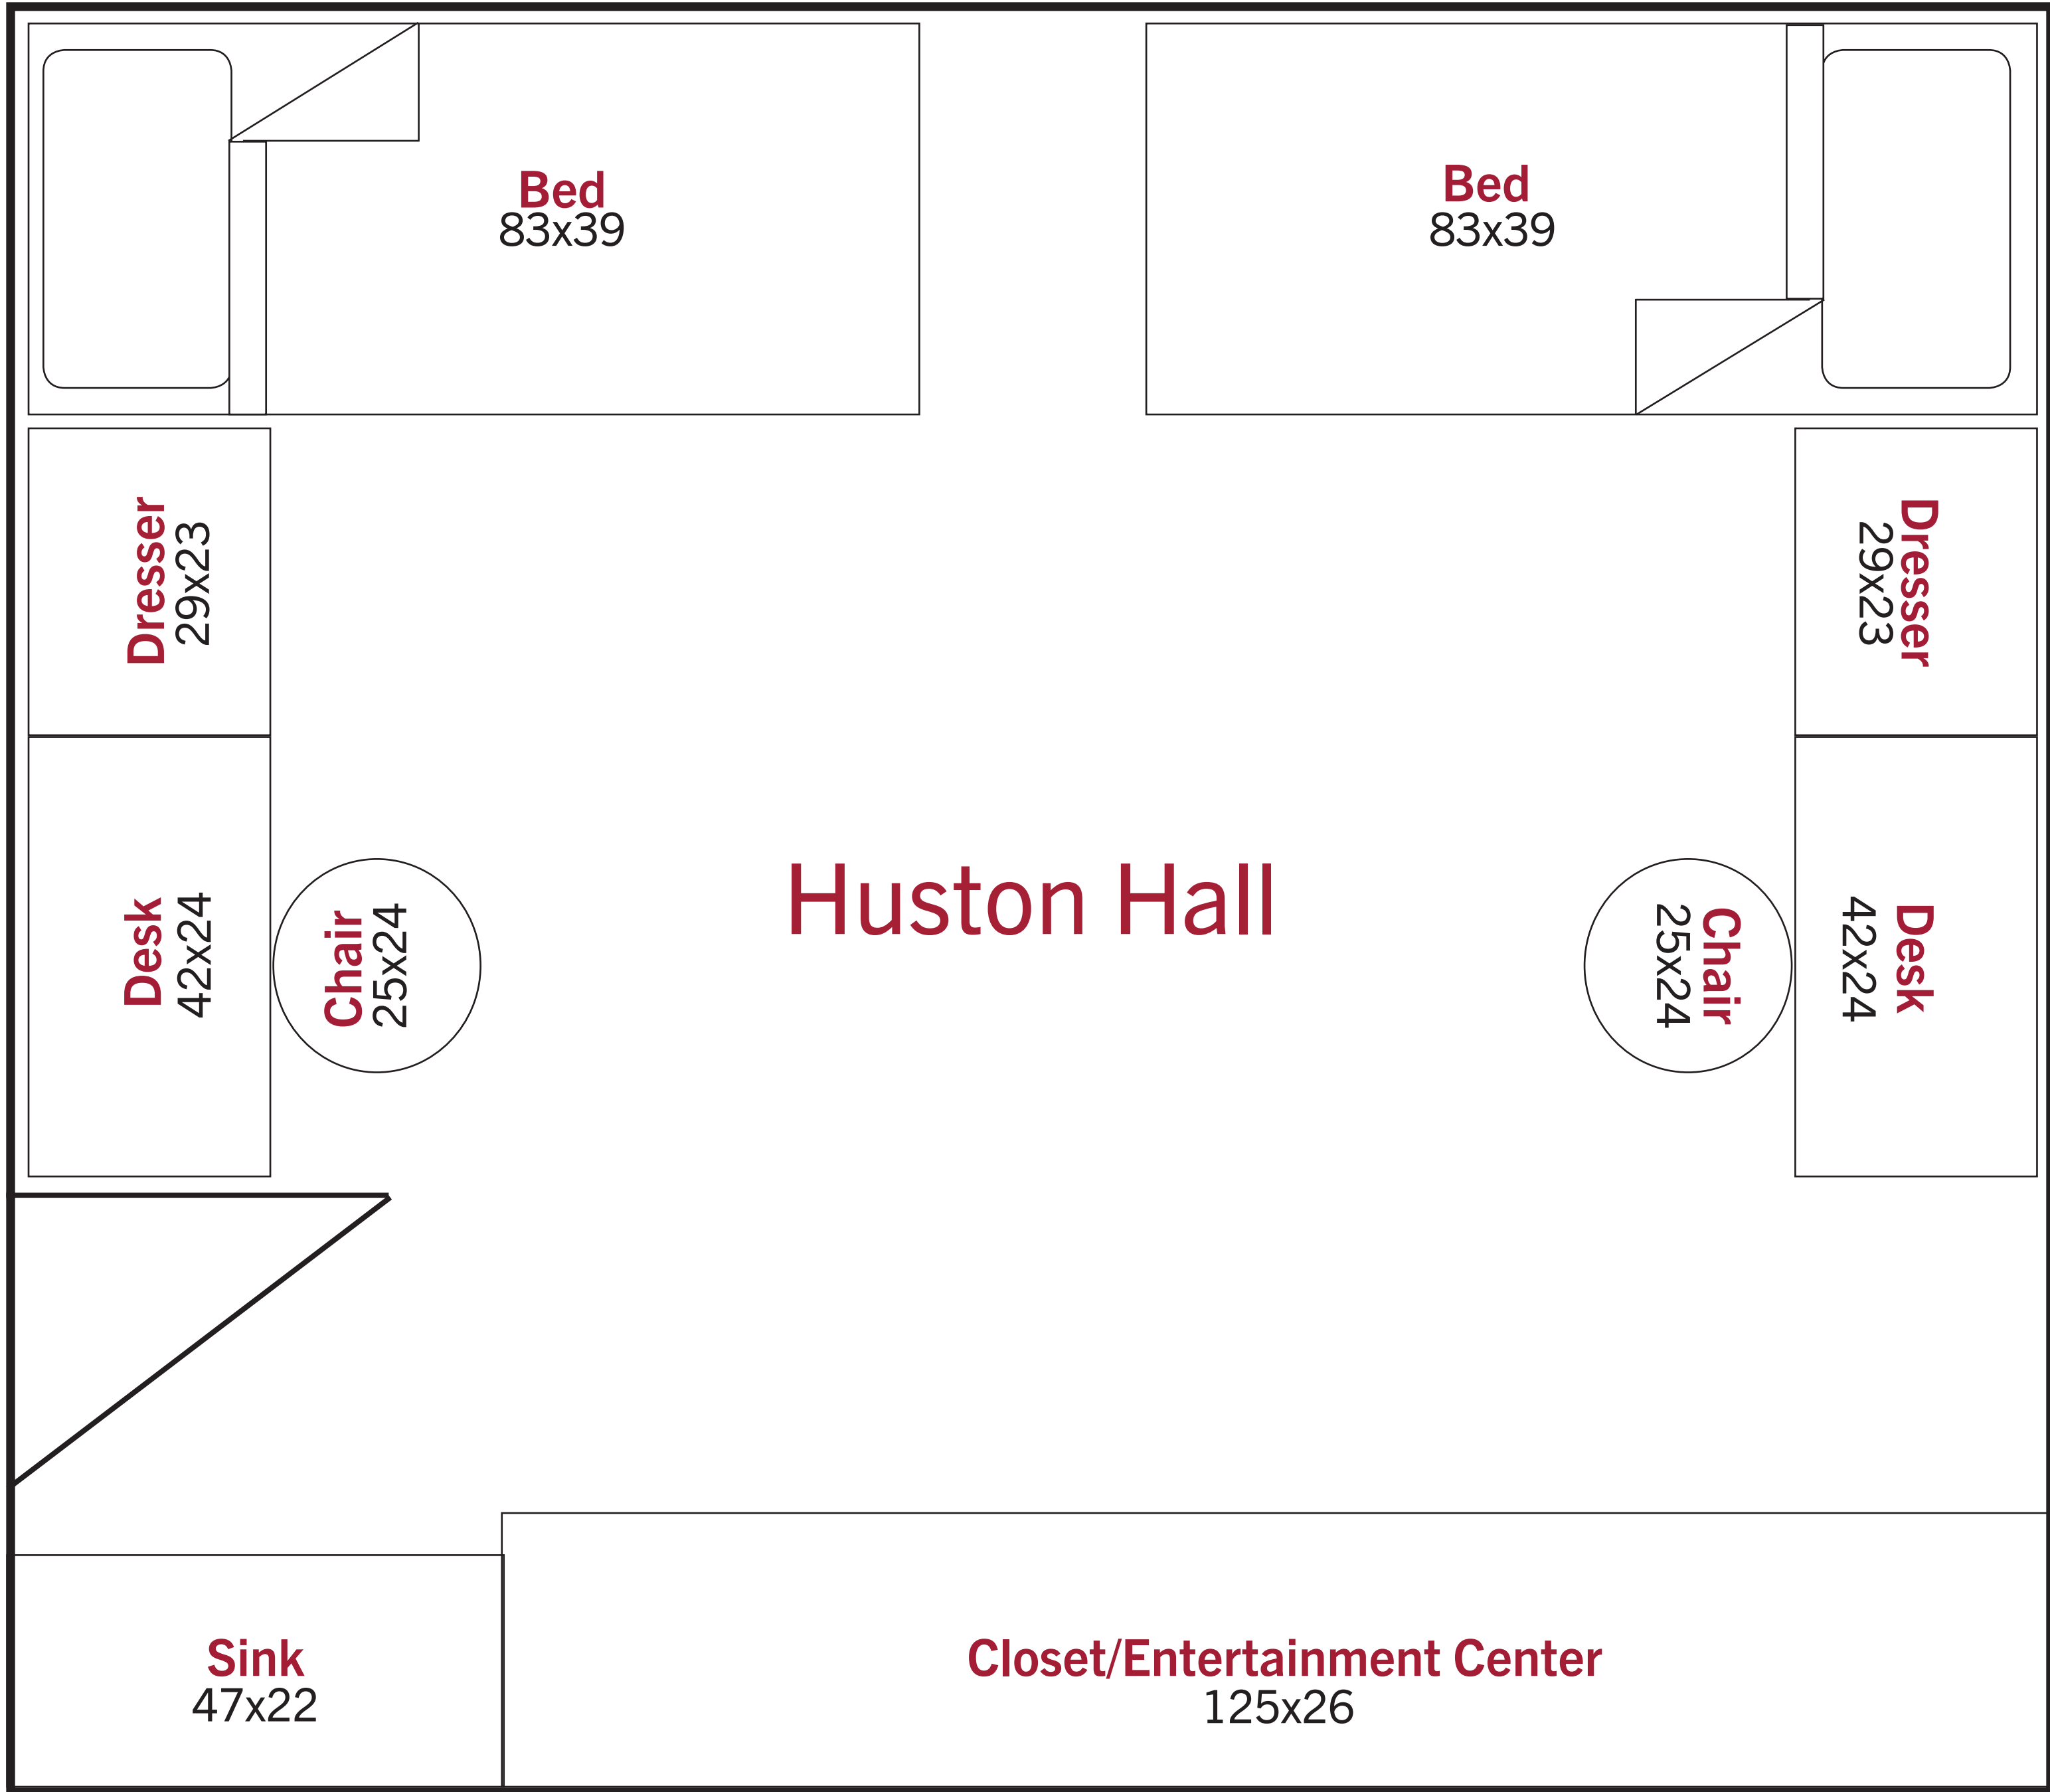 Bed
83x39
Bed
83x39
Dresser
29x23
Dresser
29x23
Desk
42x24
Chair
25x24
Huston Hall
Chair
25x24
Desk
42x24
Sink
47x22
Closet/Entertainment Center
125x26